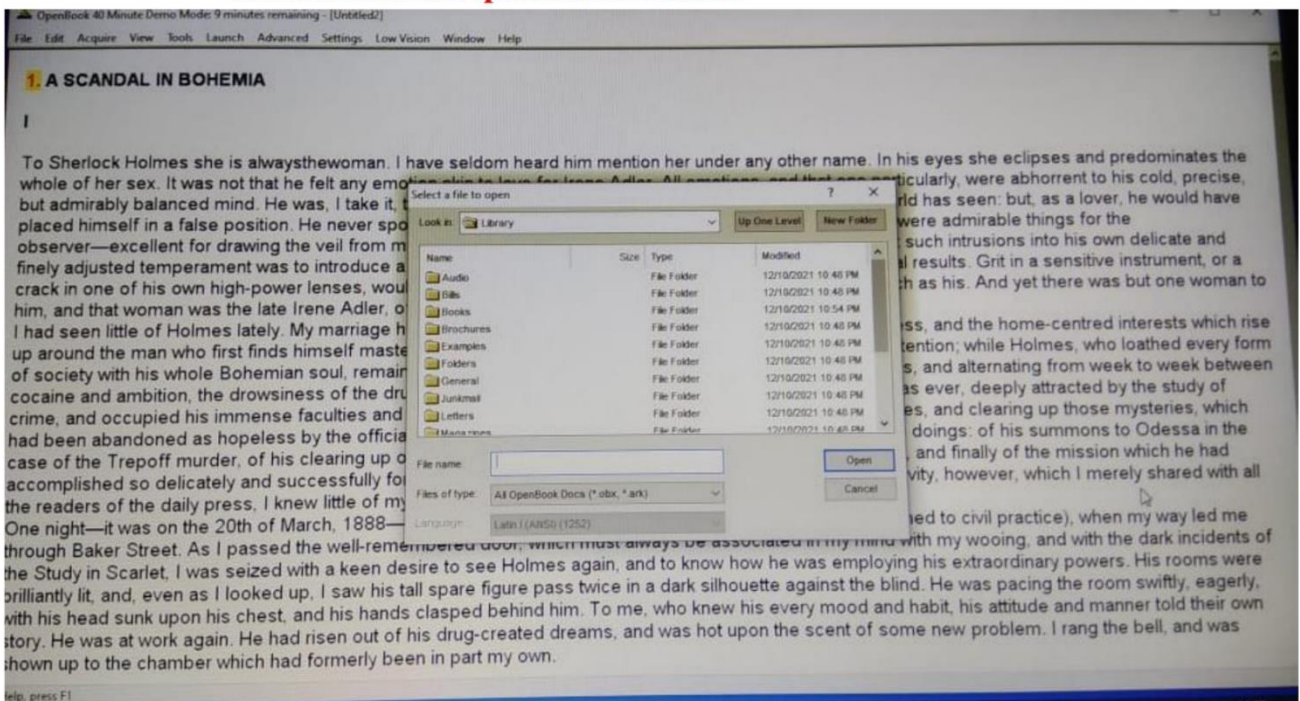 OpenBook 40 Minute Demo Mode: 9 minutes remaining - [Untitled2]
File Edit Acquire View Tools Launch Advanced Settings Low Vision Window Help
1. A SCANDAL IN BOHEMIA
I
To Sherlock Holmes she is alwaysthewoman. I have seldom heard him mention her under any other name. In his eyes she eclipses and predominates the
whole of her sex. It was not that he felt any emotion akin to love for Irene Adler. All emotions, and that one particularly, were abhorrent to his cold, precise,
but admirably balanced mind. He was, I take it, rld has seen: but, as a lover, he would have
placed himself in a false position. He never spo were admirable things for the
observer—excellent for drawing the veil from m such intrusions into his own delicate and
finely adjusted temperament was to introduce a al results. Grit in a sensitive instrument, or a
crack in one of his own high-power lenses, woul h as his. And yet there was but one woman to
him, and that woman was the late Irene Adler, o
I had seen little of Holmes lately. My marriage h ss, and the home-centred interests which rise
up around the man who first finds himself maste tention; while Holmes, who loathed every form
of society with his whole Bohemian soul, remain s, and alternating from week to week between
cocaine and ambition, the drowsiness of the dru as ever, deeply attracted by the study of
crime, and occupied his immense faculties and es, and clearing up those mysteries, which
had been abandoned as hopeless by the officia doings: of his summons to Odessa in the
case of the Trepoff murder, of his clearing up o , and finally of the mission which he had
accomplished so delicately and successfully fo vity, however, which I merely shared with all
the readers of the daily press, I knew little of my
One night—it was on the 20th of March, 1888— ned to civil practice), when my way led me
through Baker Street. As I passed the well-remembered door, which must always be associated in my mind with my wooing, and with the dark incidents of
the Study in Scarlet, I was seized with a keen desire to see Holmes again, and to know how he was employing his extraordinary powers. His rooms were
brilliantly lit, and, even as I looked up, I saw his tall spare figure pass twice in a dark silhouette against the blind. He was pacing the room swiftly, eagerly,
with his head sunk upon his chest, and his hands clasped behind him. To me, who knew his every mood and habit, his attitude and manner told their own
story. He was at work again. He had risen out of his drug-created dreams, and was hot upon the scent of some new problem. I rang the bell, and was
shown up to the chamber which had formerly been in part my own.
Select a file to open ? ×
Look in: Library Up One Level New Folder
Name Size Type Modified
Audio File Folder 12/10/2021 10:48 PM
Bills File Folder 12/10/2021 10:48 PM
Books File Folder 12/10/2021 10:54 PM
Brochures File Folder 12/10/2021 10:48 PM
Examples File Folder 12/10/2021 10:48 PM
Folders File Folder 12/10/2021 10:48 PM
General File Folder 12/10/2021 10:48 PM
Junkmail File Folder 12/10/2021 10:48 PM
Letters File Folder 12/10/2021 10:48 PM
Magazines File Folder 12/10/2021 10:48 PM
File name: Open
Files of type: All OpenBook Docs (*.obx, *.ark) Cancel
Language: Latin I (ANSI) (1252)
Help, press F1